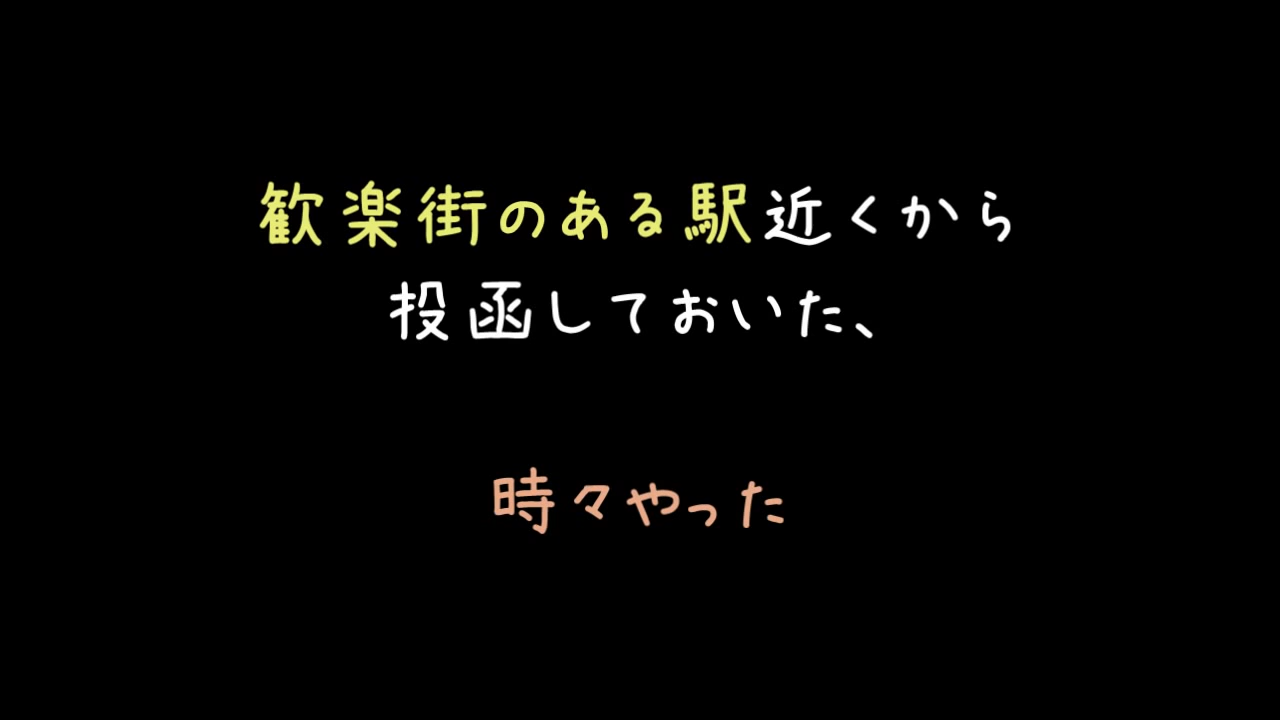 歓楽街のある駅近くから
投函しておいた、
時々やった